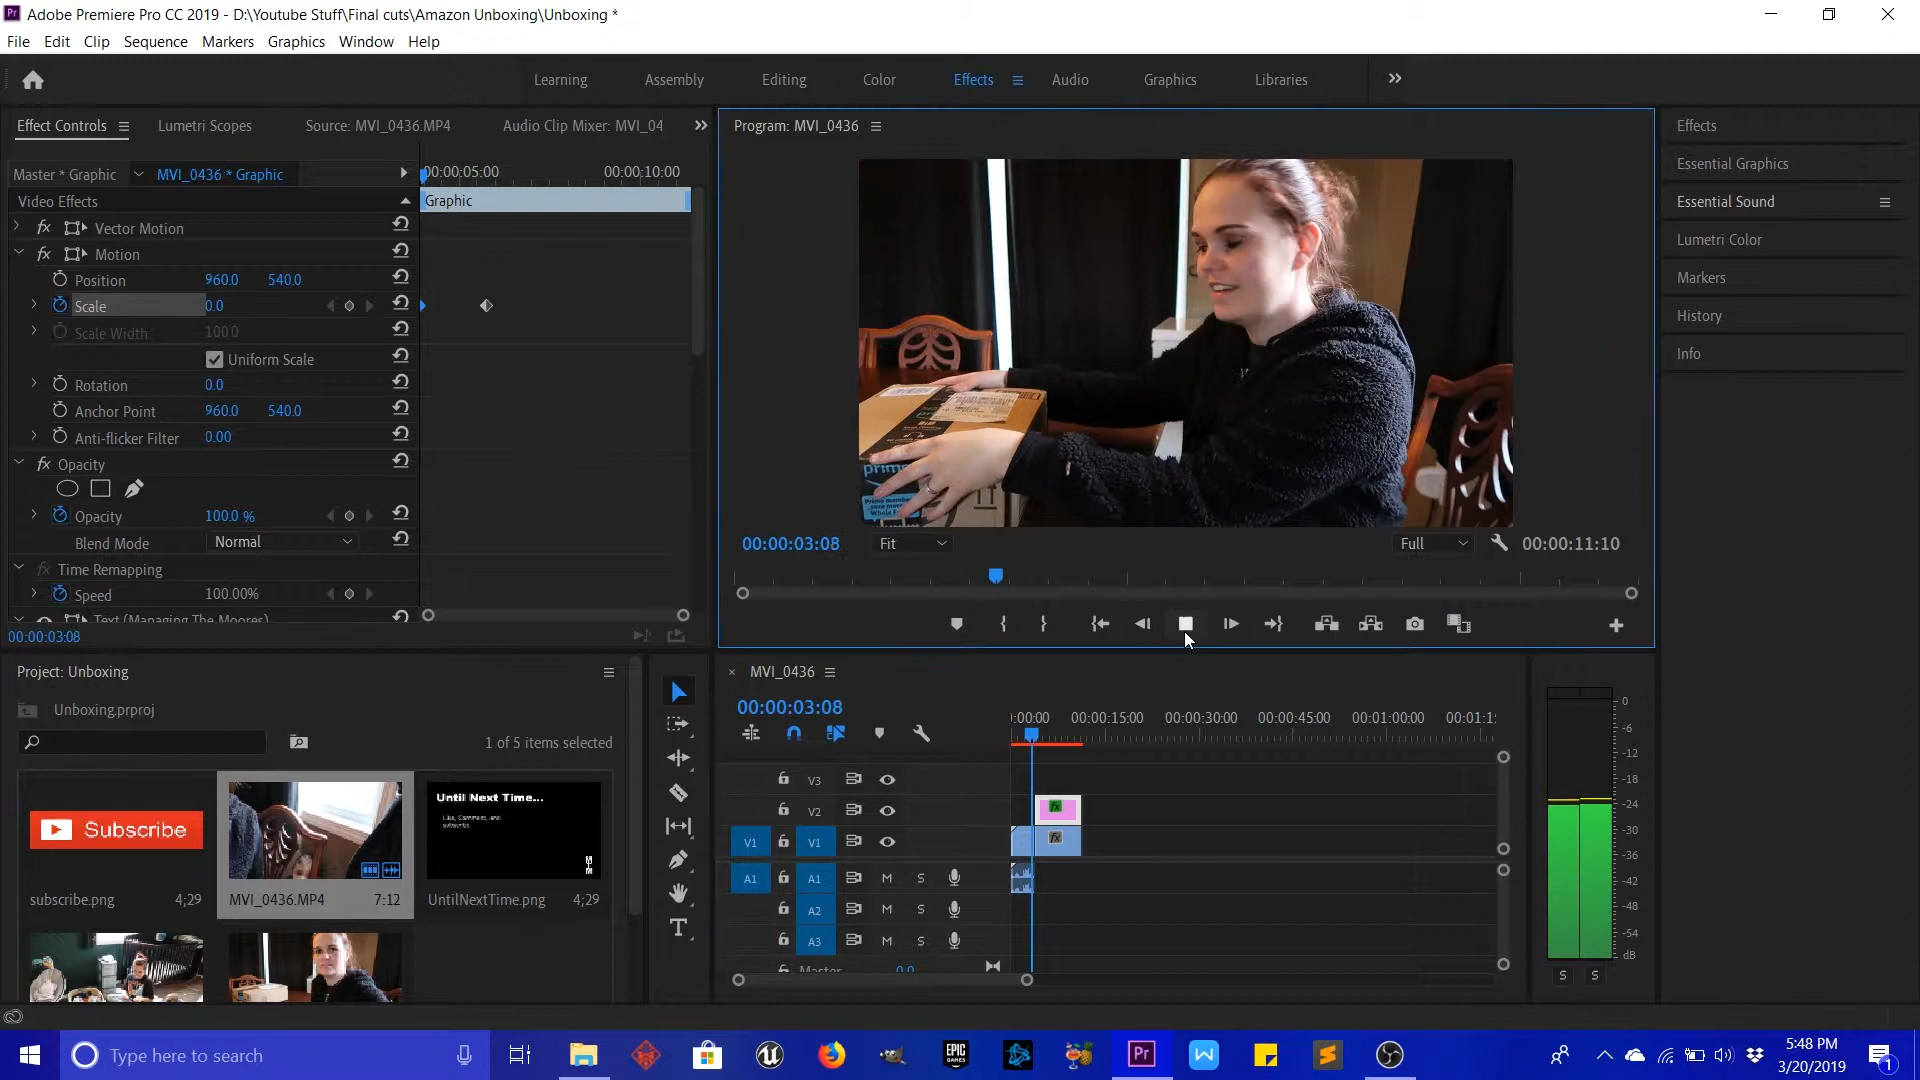 Adobe Premiere Pro CC 2019 - D:\Youtube Stuff\Final cuts\Amazon Unboxing\Unboxing *
File Edit Clip Sequence Markers Graphics Window Help
Learning Assembly Editing Color Effects Audio Graphics Libraries
Effect Controls Lumetri Scopes Source: MVI_0436.MP4 Audio Clip Mixer: MVI_04
Program: MVI_0436
Master * Graphic MVI_0436 * Graphic
00:00:05:00 00:00:10:00
Video Effects Graphic
fx Vector Motion
fx Motion
Position 960.0 540.0
Scale 0.0
Scale Width 100.0
Uniform Scale
Rotation 0.0
Anchor Point 960.0 540.0
Anti-flicker Filter 0.00
fx Opacity
Opacity 100.0 %
Blend Mode Normal
fx Time Remapping
Speed 100.00%
Text (Managing The Moores)
00:00:03:08
prime
00:00:03:08 Fit Full 00:00:11:10
Effects
Essential Graphics
Essential Sound
Lumetri Color
Markers
History
Info
Project: Unboxing
Unboxing.prproj
1 of 5 items selected
Subscribe
subscribe.png 4;29
MVI_0436.MP4 7:12
Until Next Time...
Like, Comment, and
subscribe
UntilNextTime.png 4;29
× MVI_0436
00:00:03:08
:00:00 00:00:15:00 00:00:30:00 00:00:45:00 00:01:00:00 00:01:1
V3
V2 fx
V1 V1 fx
A1 A1 M S
A2 M S
A3 M S
Master 0.0
0
-6
-12
-18
-24
-30
-36
-42
-48
-54
dB
S S
Type here to search
EPIC GAMES
Pr
5:48 PM
3/20/2019
1